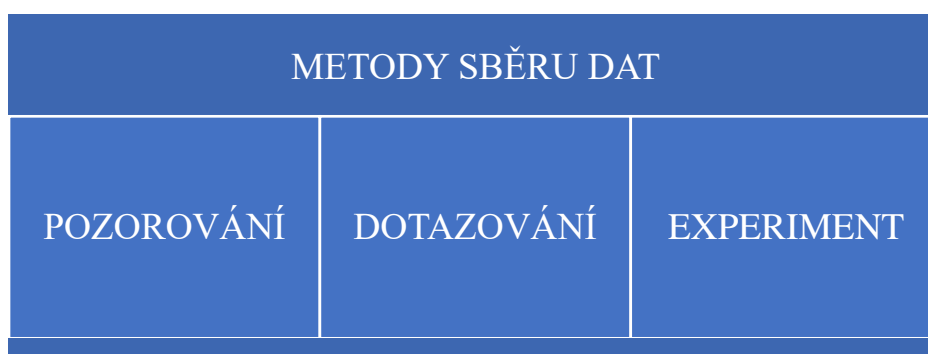 METODY SBĚRU DAT
POZOROVÁNÍ
DOTAZOVÁNÍ
EXPERIMENT